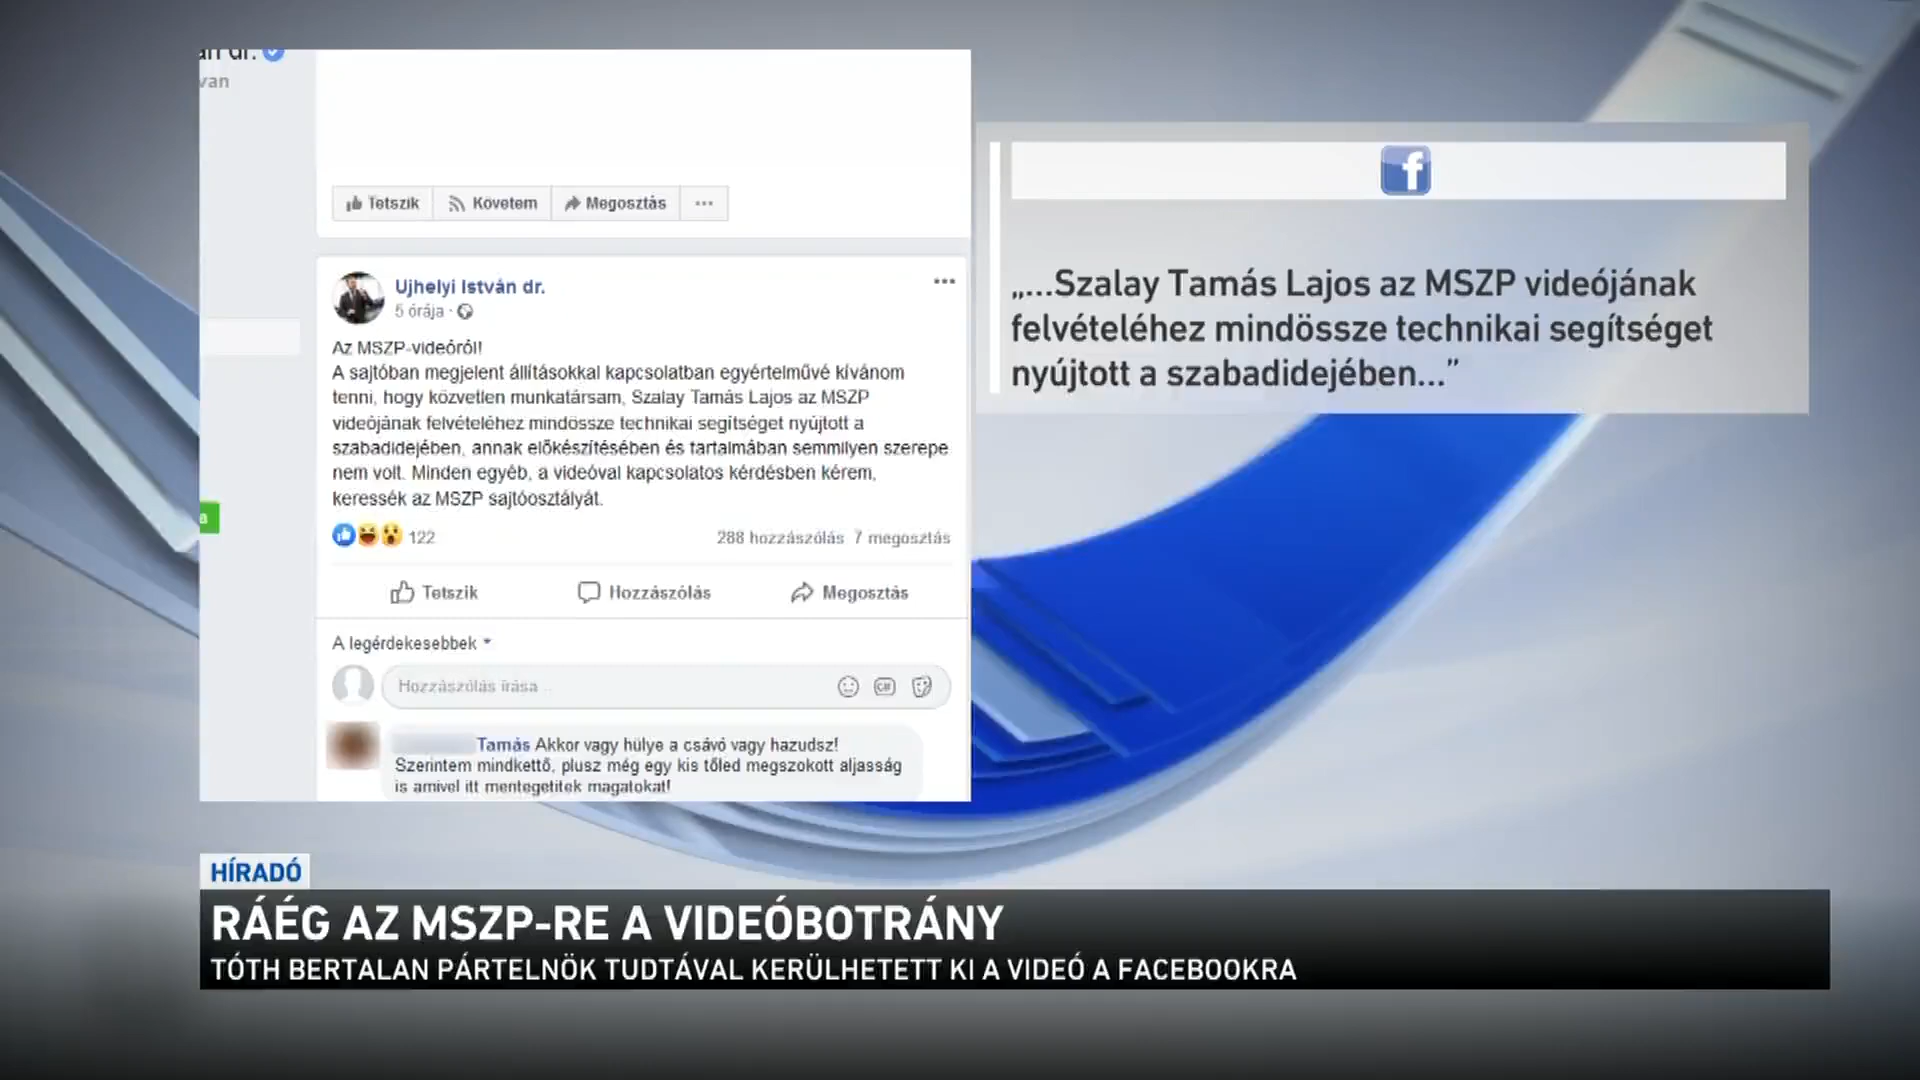 van
Tetszik
Követem
Megosztás
Ujhelyi István dr.
5 órája
Az MSZP-videóról!
A sajtóban megjelent állításokkal kapcsolatban egyértelművé kívánom
tenni, hogy közvetlen munkatársam, Szalay Tamás Lajos az MSZP
videójának felvételéhez mindössze technikai segítséget nyújtott a
szabadidejében, annak előkészítésében és tartalmában semmilyen szerepe
nem volt. Minden egyéb, a videóval kapcsolatos kérdésben kérem,
keressék az MSZP sajtóosztályát.
122
288 hozzászólás 7 megosztás
Tetszik
Hozzászólás
Megosztás
A legérdekesebbek
Hozzászólás írása ...
Tamás Akkor vagy hülye a csávó vagy hazudsz!
Szerintem mindkettő, plusz még egy kis tőled megszokott aljasság
is amivel itt mentegetitek magatokat!
f
„...Szalay Tamás Lajos az MSZP videójának
felvételéhez mindössze technikai segítséget
nyújtott a szabadidejében...”
HÍRADÓ
RÁÉG AZ MSZP-RE A VIDEÓBOTRÁNY
TÓTH BERTALAN PÁRTELNÖK TUDTÁVAL KERÜLHETETT KI A VIDEÓ A FACEBOOKRA